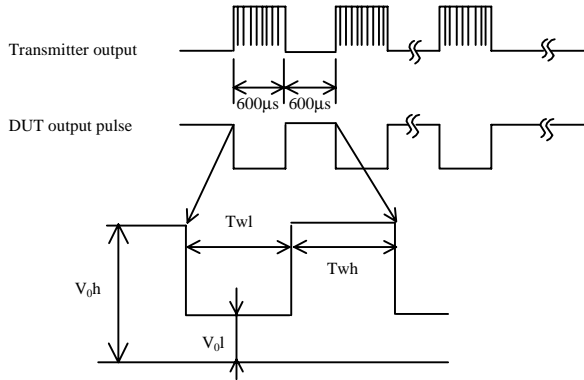 Transmitter output
600μs 600μs
DUT output pulse
Twl
Twh
V₀h
V₀l